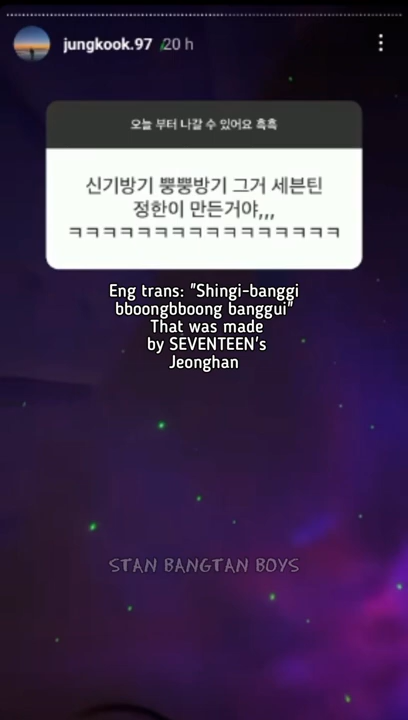 jungkook.97 20 h
오늘 부터 나갈 수 있어요 흑흑
신기방기 뿡뿡방기 그거 세븐틴
정한이 만든거야,,,
ㅋㅋㅋㅋㅋㅋㅋㅋㅋㅋㅋㅋㅋㅋㅋㅋ
Eng trans: "Shingi-banggi
bboongbboong banggui"
That was made
by SEVENTEEN's
Jeonghan
STAN BANGTAN BOYS